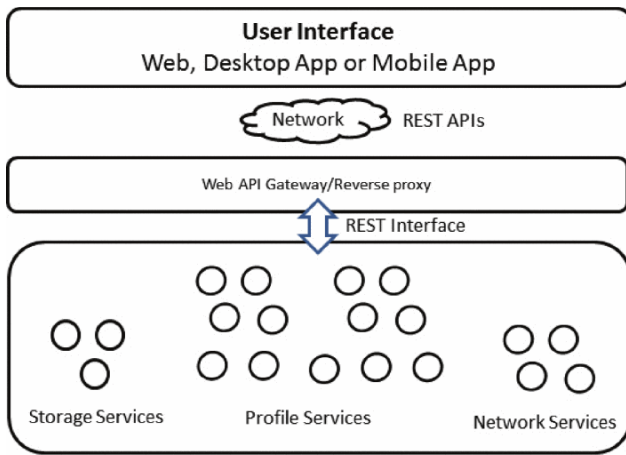 User Interface
Web, Desktop App or Mobile App
Network
REST APIs
Web API Gateway/Reverse proxy
REST Interface
Storage Services
Profile Services
Network Services